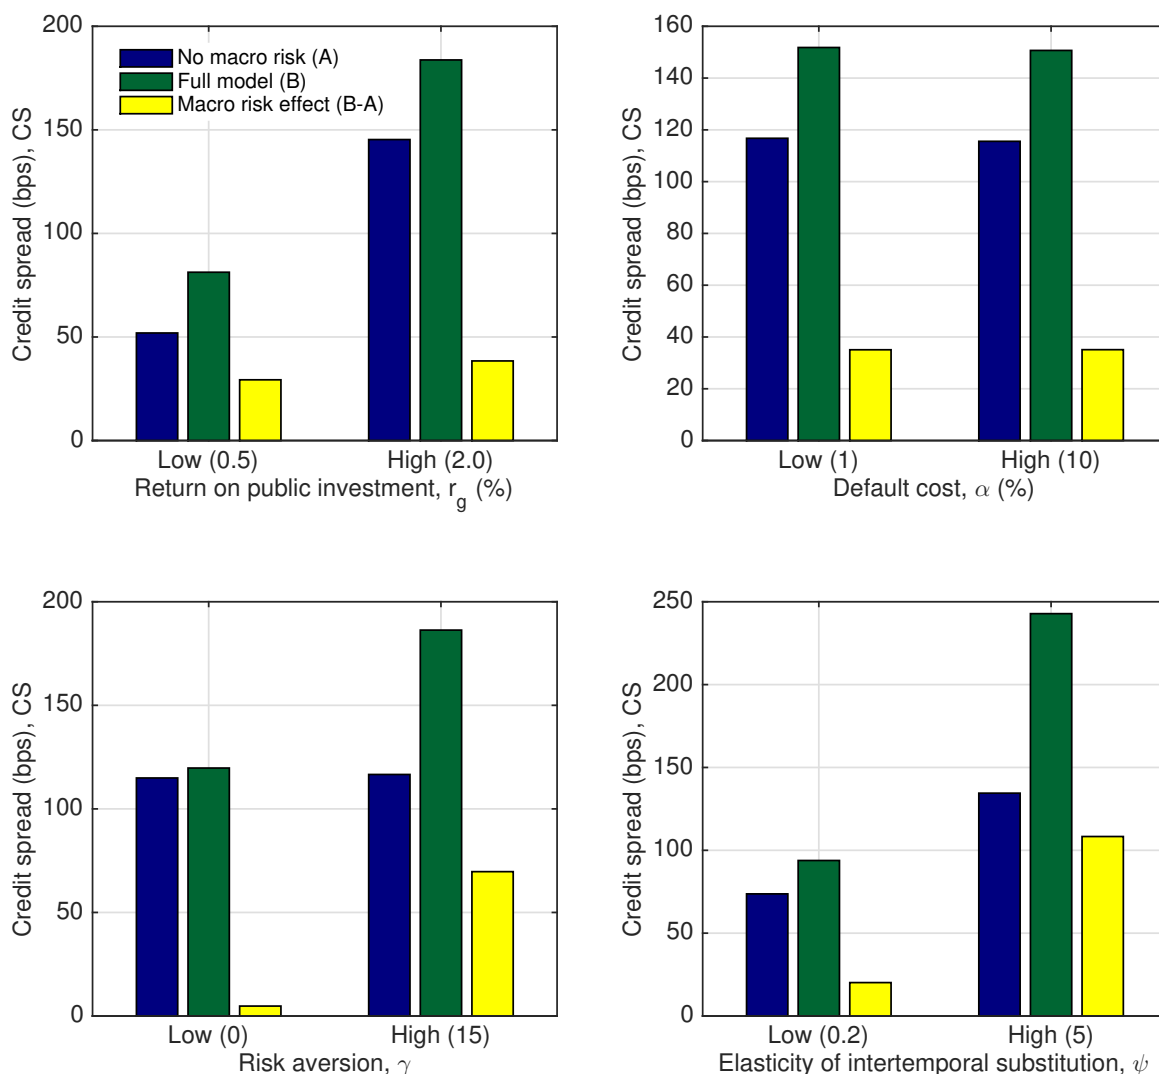 200
150
100
50
0
Credit spread (bps), CS
No macro risk (A)
Full model (B)
Macro risk effect (B-A)
Low (0.5)
High (2.0)
Return on public investment, r_g (%)
160
140
120
100
80
60
40
20
0
Credit spread (bps), CS
Low (1)
High (10)
Default cost, α (%)
200
150
100
50
0
Credit spread (bps), CS
Low (0)
High (15)
Risk aversion, γ
250
200
150
100
50
0
Credit spread (bps), CS
Low (0.2)
High (5)
Elasticity of intertemporal substitution, ψ